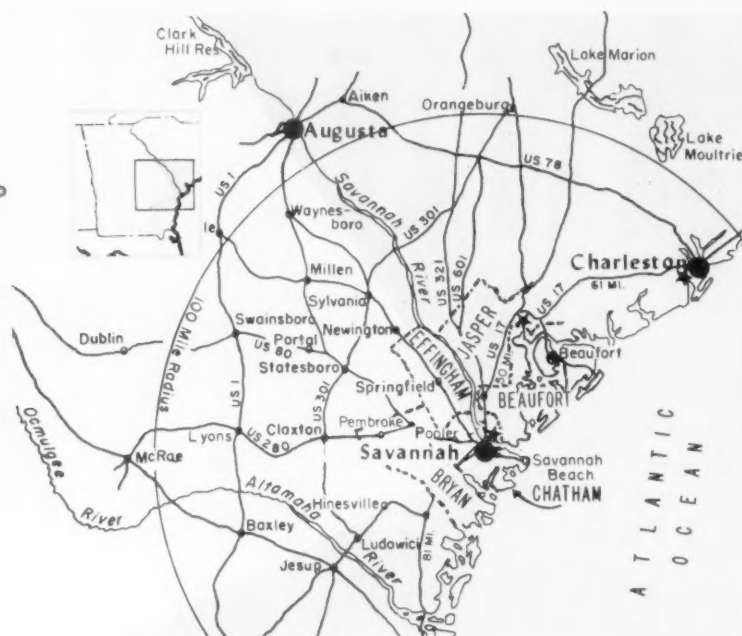 Clark
Hill Res.
Lake Marion
Aiken
Orangeburg
Augusta
Lake
Moultrie
US 1
Savannah
River
US 78
Waynes-
boro
US 301
le
US 321
US 601
Charleston
61 MI.
Millen
Sylvania
JASPER
US 17
US 17
100 Mile Radius
Swainsboro
Newington
EFFINGHAM
Dublin
Portal
US 80
Beaufort
Statesboro
Springfield
BEAUFORT
US 1
US 301
Ocmulgee
River
Claxton
Pembroke
Lyons
US 280
Pooler
McRae
Savannah
Savannah
Beach
CHATHAM
BRYAN
Altamaha
River
Hinesville
Baxley
Ludowici
81 MI.
Jesup
ATLANTIC
OCEAN